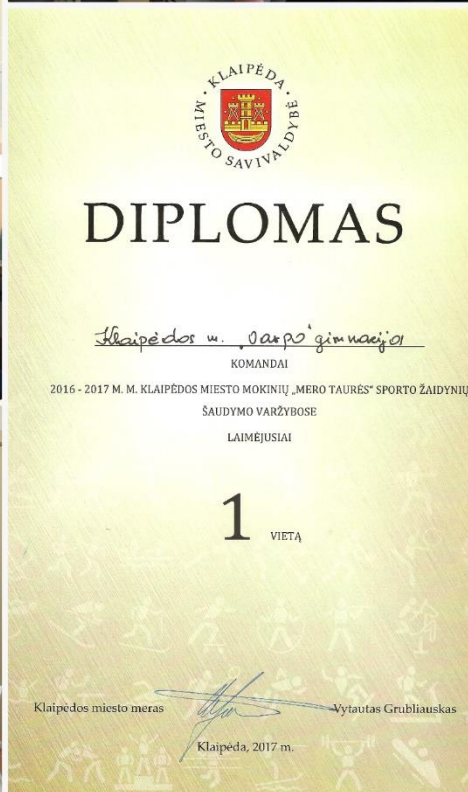 KLAIPĖDA · MIESTO SAVIVALDYBĖ ·
DIPLOMAS
Klaipėdos m. „Varpo" gimnazijos
KOMANDAI
2016 - 2017 M. M. KLAIPĖDOS MIESTO MOKINIŲ „MERO TAURĖS" SPORTO ŽAIDYNIŲ
ŠAUDYMO VARŽYBOSE
LAIMĖJUSIAI
1 VIETĄ
Klaipėdos miesto meras Vytautas Grubliauskas
Klaipėda, 2017 m.